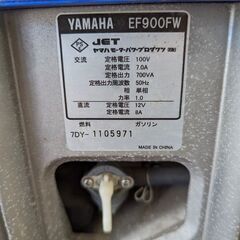 YAMAHA EF900FW
JET
ヤマハモーターパワープロダクツ(株)
交流 定格電圧 100V
定格電流 7.0A
定格出力 700VA
定格出力周波数 50Hz
相数 単相
力率 1.0
直流 定格電圧 12V
定格電流 8A
燃料 ガソリン
7DY-1105971
MADE IN CHINA